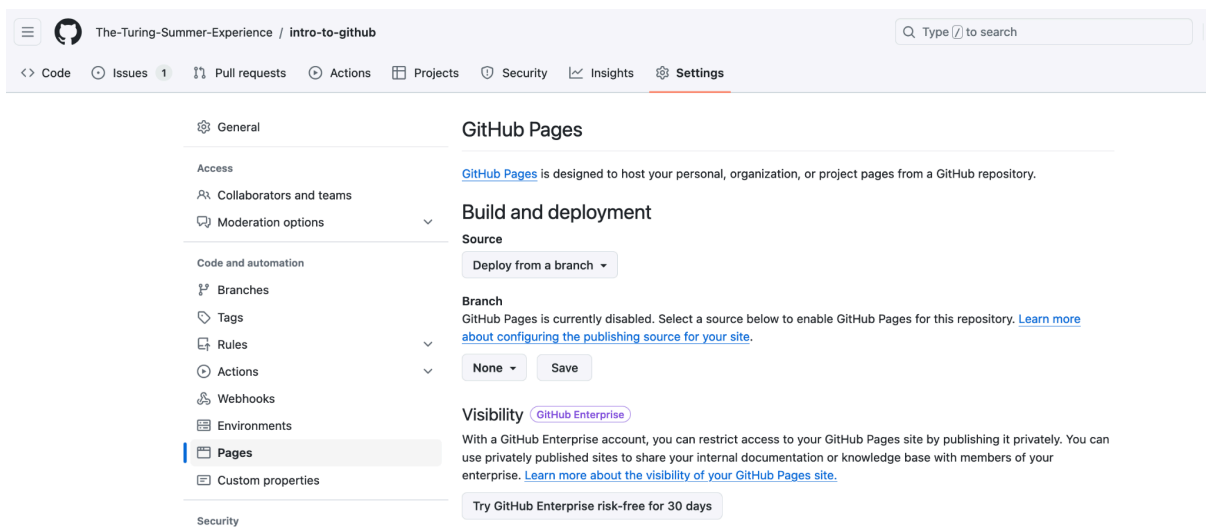 The-Turing-Summer-Experience / intro-to-github
Type / to search
Code
Issues 1
Pull requests
Actions
Projects
Security
Insights
Settings
General
Access
Collaborators and teams
Moderation options
Code and automation
Branches
Tags
Rules
Actions
Webhooks
Environments
Pages
Custom properties
Security
GitHub Pages
GitHub Pages is designed to host your personal, organization, or project pages from a GitHub repository.
Build and deployment
Source
Deploy from a branch
Branch
GitHub Pages is currently disabled. Select a source below to enable GitHub Pages for this repository. Learn more
about configuring the publishing source for your site.
None
Save
Visibility GitHub Enterprise
With a GitHub Enterprise account, you can restrict access to your GitHub Pages site by publishing it privately. You can
use privately published sites to share your internal documentation or knowledge base with members of your
enterprise. Learn more about the visibility of your GitHub Pages site.
Try GitHub Enterprise risk-free for 30 days